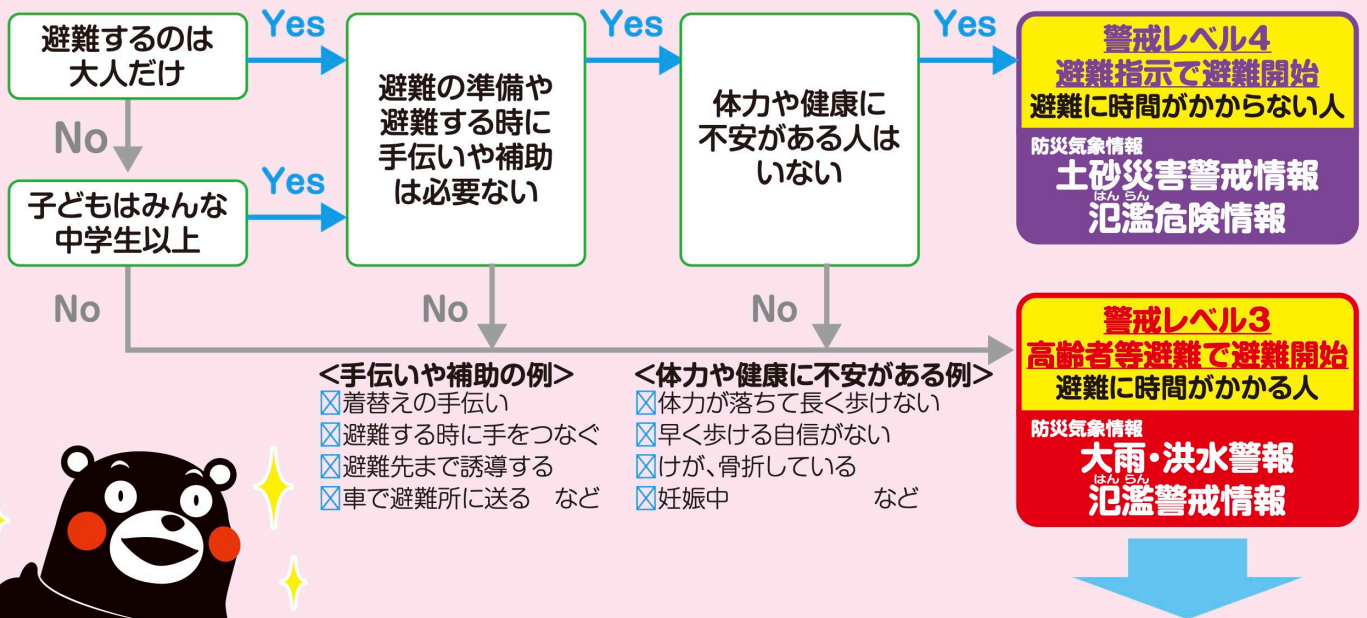 避難するのは
大人だけ
Yes
No
子どもはみんな
中学生以上
Yes
No
避難の準備や
避難する時に
手伝いや補助
は必要ない
Yes
No
体力や健康に
不安がある人は
いない
Yes
No
警戒レベル4
避難指示で避難開始
避難に時間がかからない人
防災気象情報
土砂災害警戒情報
はん らん
氾濫危険情報
警戒レベル3
高齢者等避難で避難開始
避難に時間がかかる人
防災気象情報
大雨・洪水警報
はん らん
氾濫警戒情報
<手伝いや補助の例>
☒着替えの手伝い
☒避難する時に手をつなぐ
☒避難先まで誘導する
☒車で避難所に送る など
<体力や健康に不安がある例>
☒体力が落ちて長く歩けない
☒早く歩ける自信がない
☒けが、骨折している
☒妊娠中 など